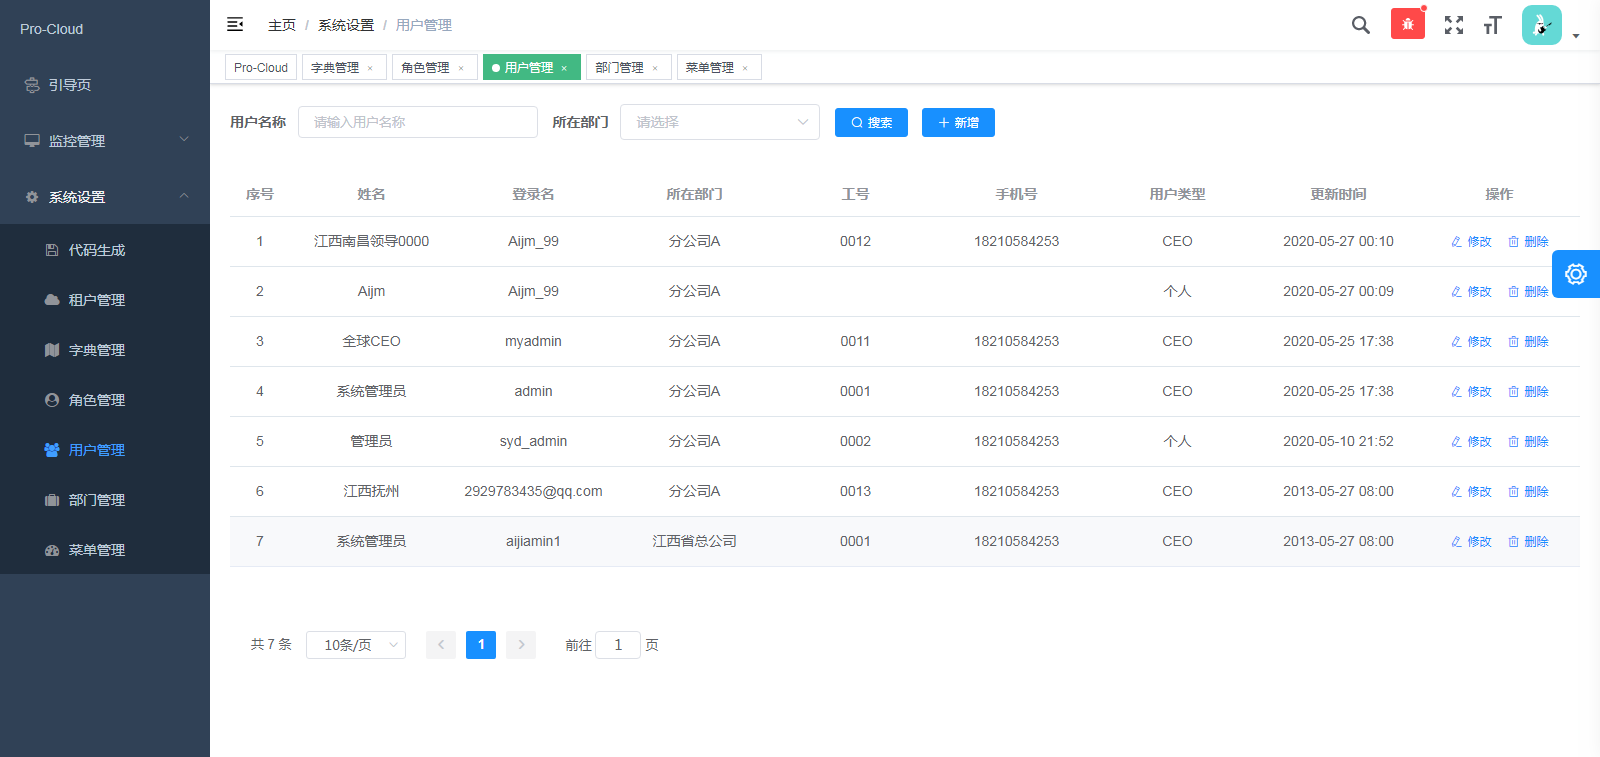 Pro-Cloud
引导页
监控管理
系统设置
代码生成
租户管理
字典管理
角色管理
用户管理
部门管理
菜单管理
主页 / 系统设置 / 用户管理
Pro-Cloud 字典管理 × 角色管理 × 用户管理 × 部门管理 × 菜单管理 ×
用户名称 请输入用户名称 所在部门 请选择 搜索 新增
序号 姓名 登录名 所在部门 工号 手机号 用户类型 更新时间 操作
1 江西南昌领导0000 Aijm_99 分公司A 0012 18210584253 CEO 2020-05-27 00:10 修改 删除
2 Aijm Aijm_99 分公司A 个人 2020-05-27 00:09 修改 删除
3 全球CEO myadmin 分公司A 0011 18210584253 CEO 2020-05-25 17:38 修改 删除
4 系统管理员 admin 分公司A 0001 18210584253 CEO 2020-05-25 17:38 修改 删除
5 管理员 syd_admin 分公司A 0002 18210584253 个人 2020-05-10 21:52 修改 删除
6 江西抚州 2929783435@qq.com 分公司A 0013 18210584253 CEO 2013-05-27 08:00 修改 删除
7 系统管理员 aijiamin1 江西省总公司 0001 18210584253 CEO 2013-05-27 08:00 修改 删除
共 7 条 10条/页 1 前往 1 页